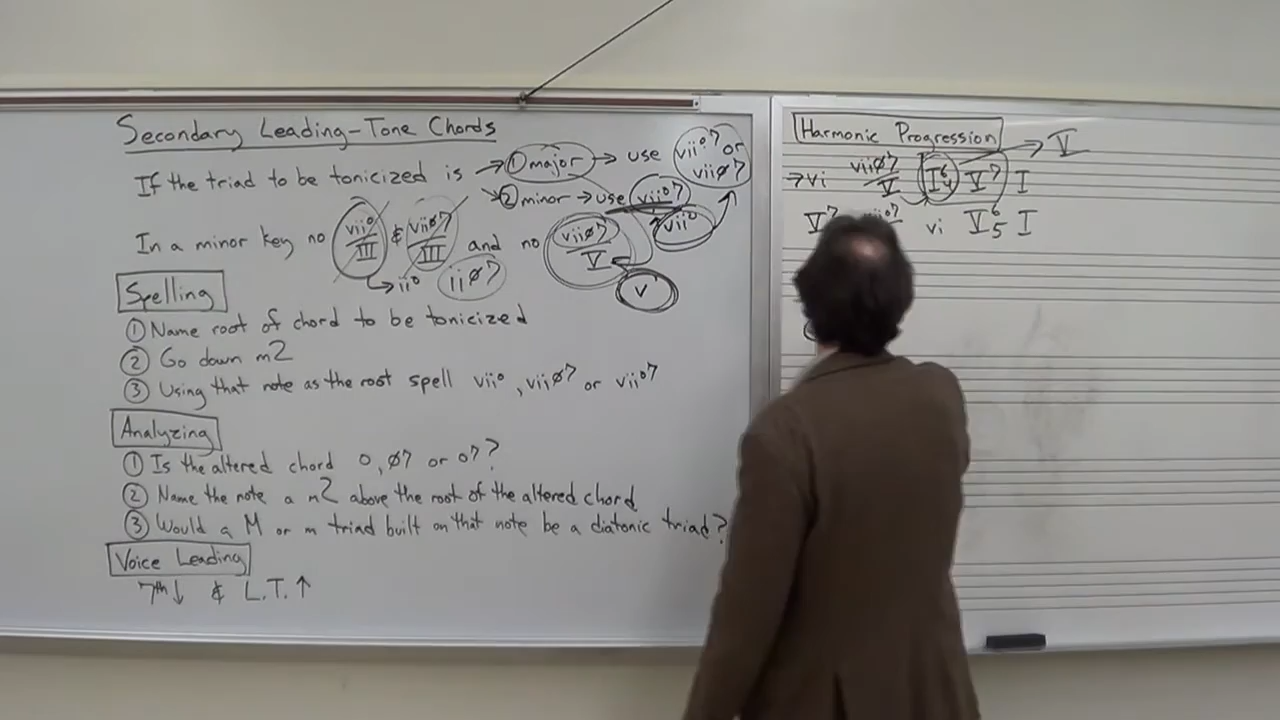 Secondary Leading-Tone Chords
If the triad to be tonicized is → ① major → use vii°7 or viiø7
② minor → use vii°7
vii°
In a minor key no vii°/III & viiø7/III and no viiø7/V
→ ii° iiø7
v
Spelling
① Name root of chord to be tonicized
② Go down m2
③ Using that note as the root spell vii°, viiø7 or vii°7
Analyzing
① Is the altered chord o, ø7 or o7?
② Name the note a m2 above the root of the altered chord
③ Would a M or m triad built on that note be a diatonic triad?
Voice Leading
7th ↓ & L.T. ↑
Harmonic Progression
→ V
→ vi viiø7/V I6/4 V7 I
V7 vi V6/5 I